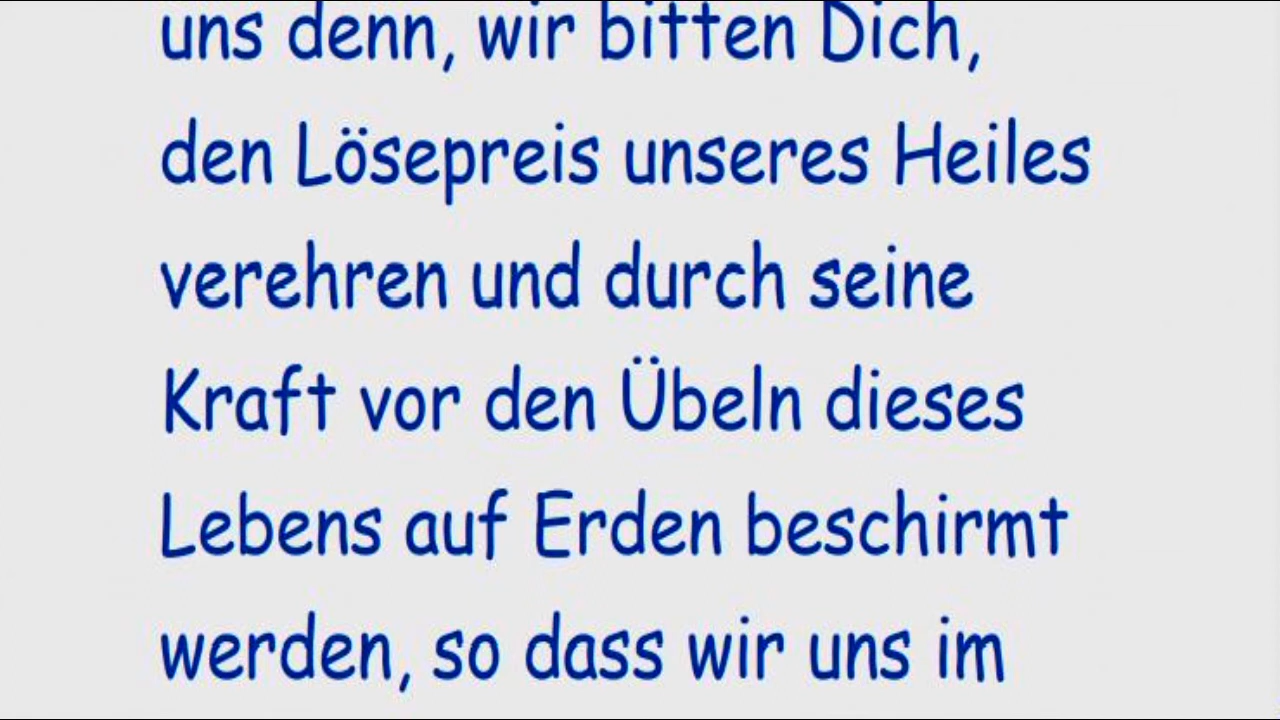 uns denn, wir bitten Dich,
den Lösepreis unseres Heiles
verehren und durch seine
Kraft vor den Übeln dieses
Lebens auf Erden beschirmt
werden, so dass wir uns im